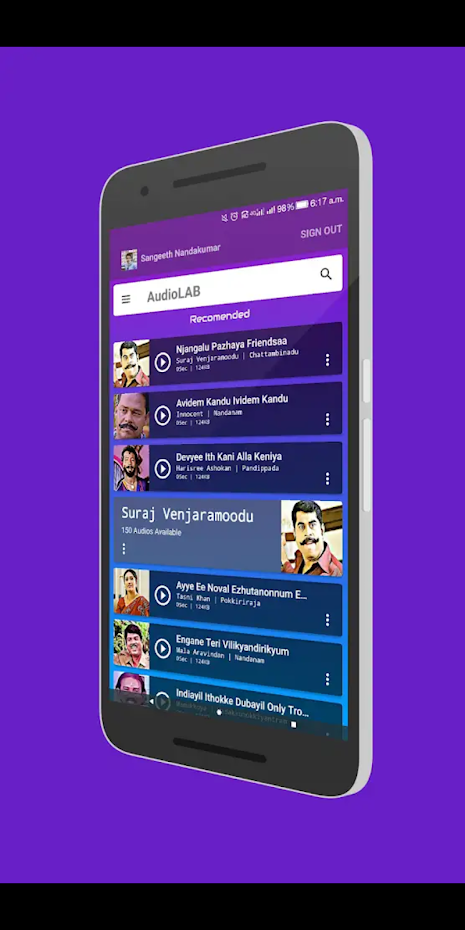 98% 6:17 a.m.
Sangeeth Nandakumar
SIGN OUT
AudioLAB
Recomended
Njangalu Pazhaya Friendsaa
Suraj Venjaramoodu | Chattambinadu
05ec | 124KB
Avidem Kandu Ividem Kandu
Innocent | Nandanam
05ec | 124KB
Devyee Ith Kani Alla Keniya
Harisree Ashokan | Pandippada
05ec | 124KB
Suraj Venjaramoodu
150 Audios Available
Ayye Ee Noval Ezhutanonnum E...
Taini Khan | Pokkiriraja
05ec | 124KB
Engane Teri Vilikyandirikyum
Mala Aravindan | Nandanam
05ec | 124KB
Indiayil Ithokke Dubayil Only Tro...